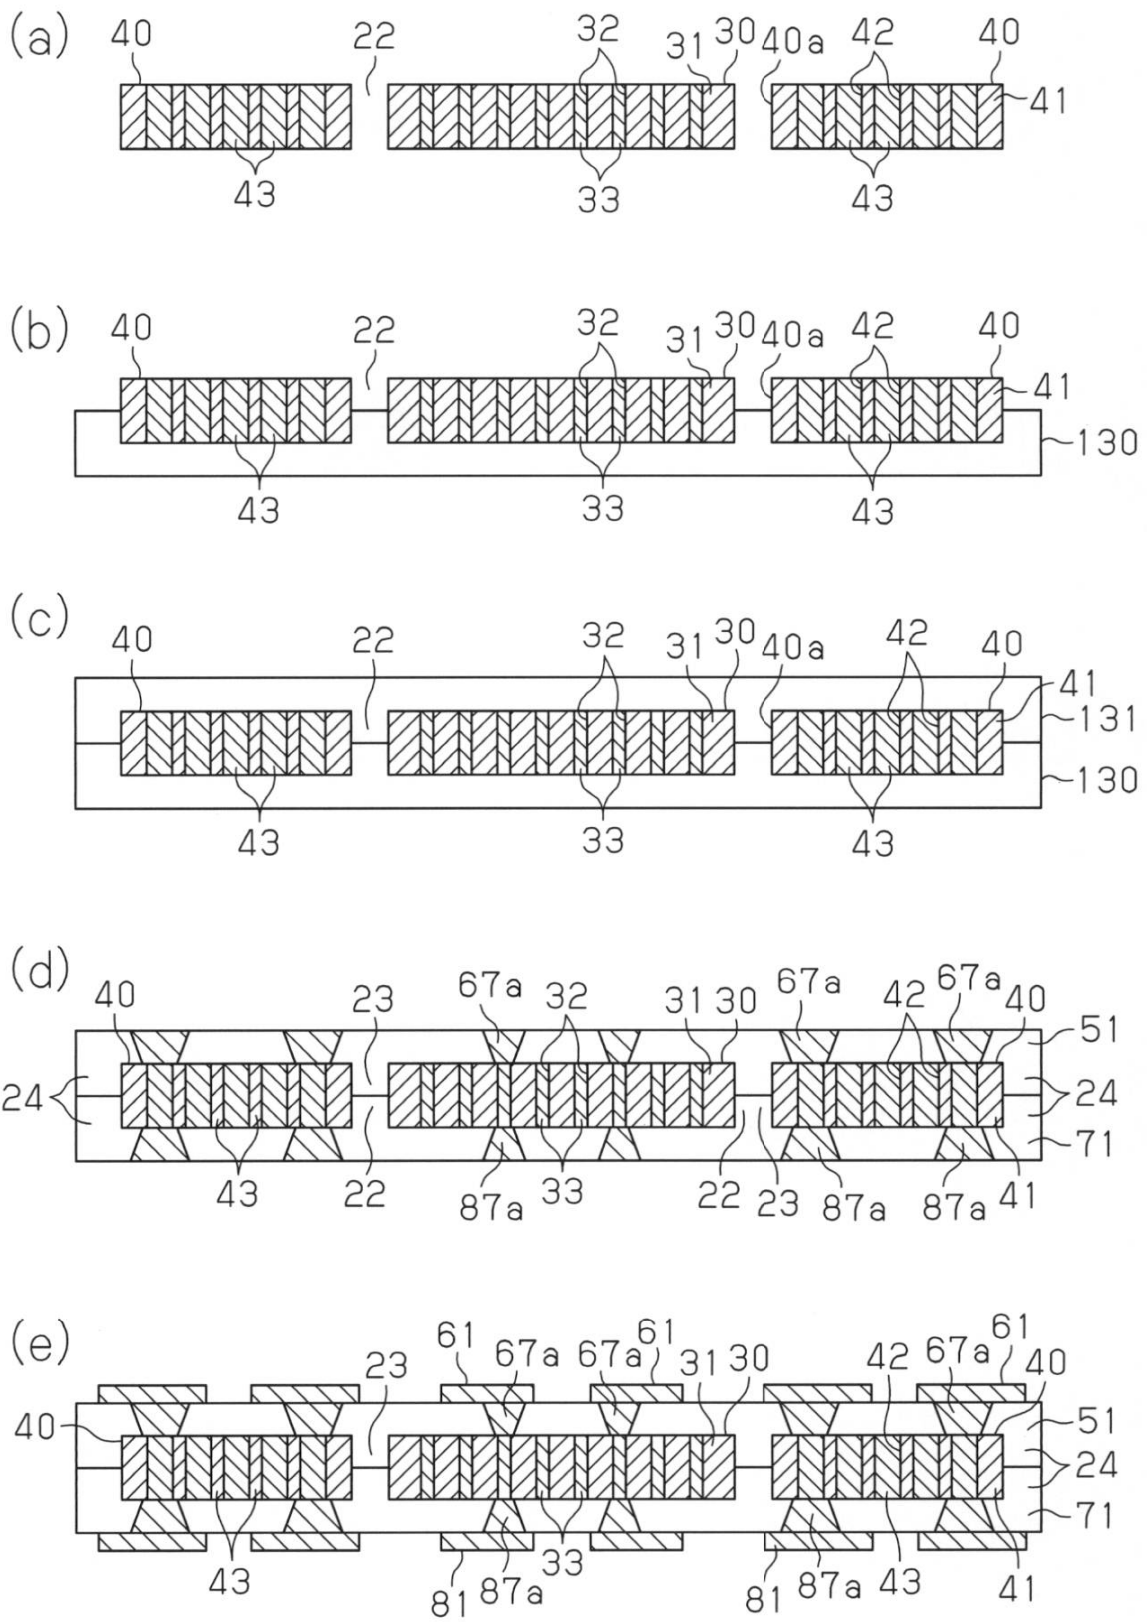 (a) 40 22 32 31 30 40a 42 40
41
43 33 43
(b) 40 22 32 31 30 40a 42 40
41
130
43 33 43
(c) 40 22 32 31 30 40a 42 40
41
131
130
43 33 43
(d) 40 23 67a 32 31 30 67a 42 67a 40
51
24 24
71
43 22 87a 33 22 23 87a 87a 41
(e) 61 67a 67a 61 31 30 42 67a 61 40
23
40 51
24
71
43 81 87a 33 81 87a 43 41